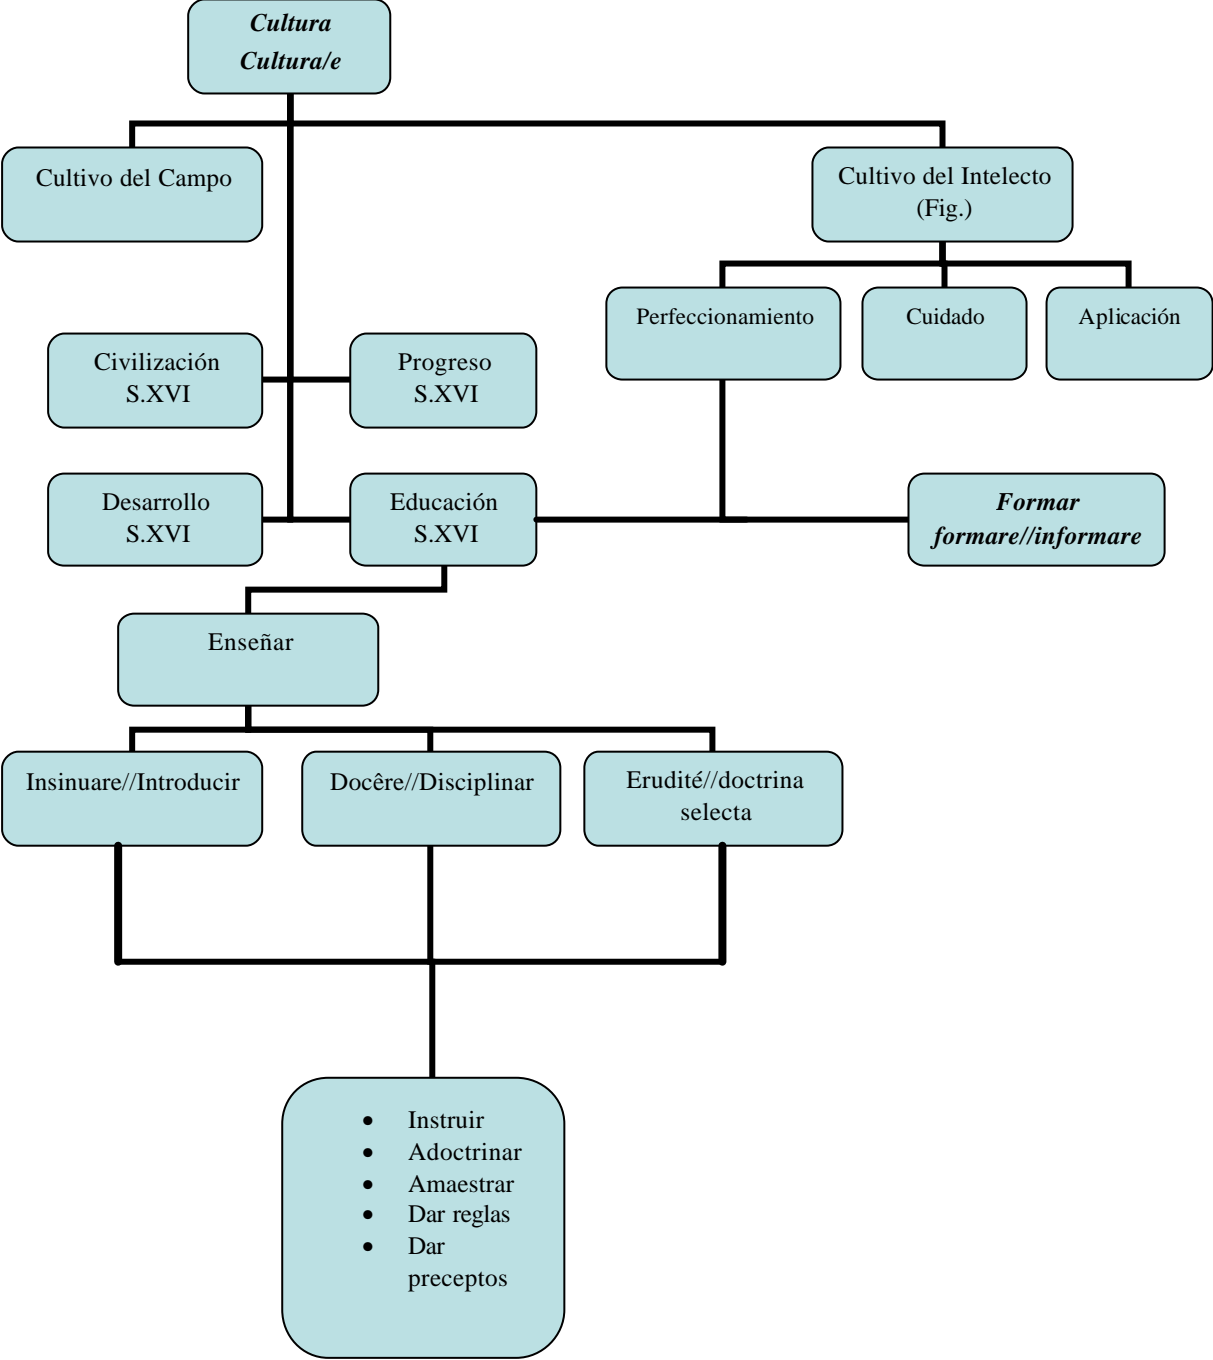 Cultura
Cultura/e
Cultivo del Campo
Cultivo del Intelecto
(Fig.)
Perfeccionamiento
Cuidado
Aplicación
Civilización
S.XVI
Progreso
S.XVI
Desarrollo
S.XVI
Educación
S.XVI
Formar
formare//informare
Enseñar
Insinuare//Introducir
Docêre//Disciplinar
Erudité//doctrina
selecta
• Instruir
• Adoctrinar
• Amaestrar
• Dar reglas
• Dar
preceptos